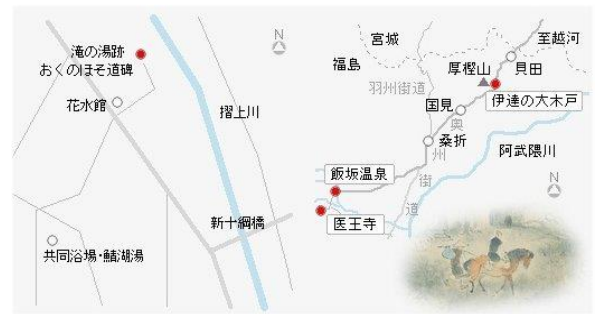 滝の湯跡
おくのほそ道碑
花水館
摺上川
新十綱橋
共同浴場・鯖湖湯
N
宮城
福島
至越河
貝田
厚樫山
伊達の大木戸
羽州街道
国見
桑折
奥州街道
阿武隈川
飯坂温泉
医王寺
N